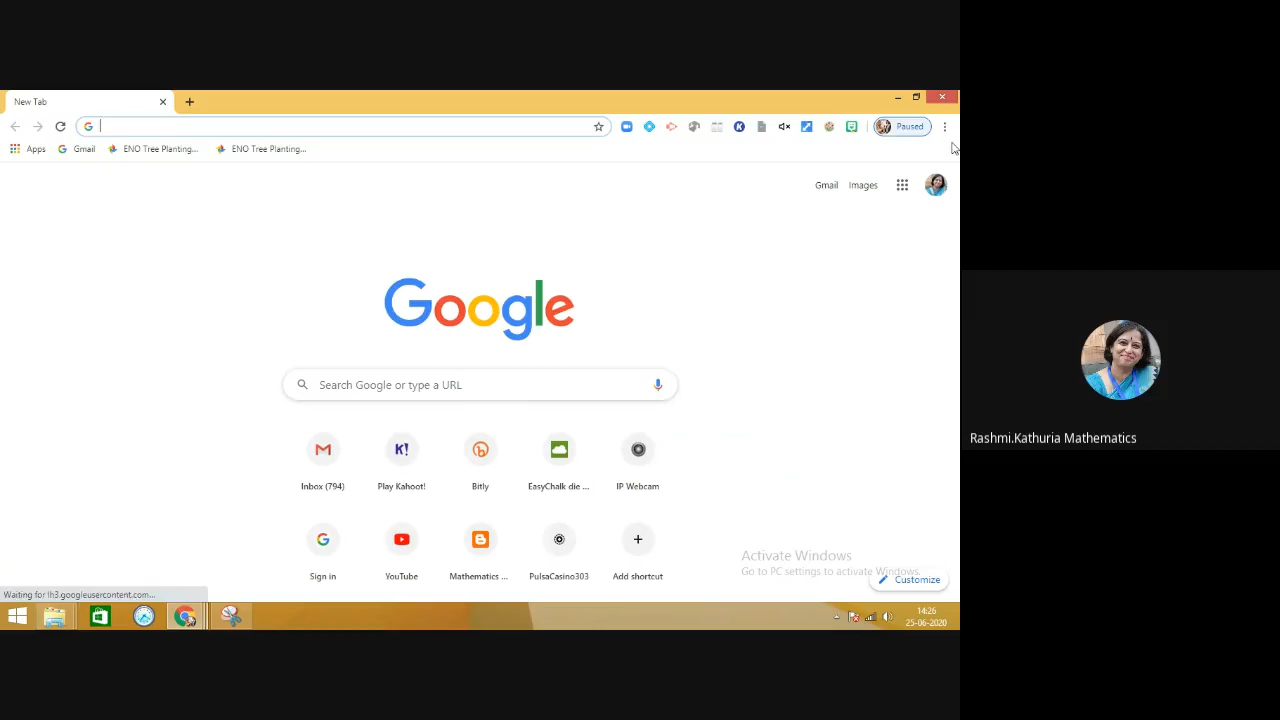 New Tab
Paused
Apps
Gmail
ENO Tree Planting...
ENO Tree Planting...
Gmail
Images
Google
Search Google or type a URL
Inbox (794)
Play Kahoot!
Bitly
EasyChalk die ...
IP Webcam
Sign in
YouTube
Mathematics ...
PulsaCasino303
Add shortcut
Activate Windows
Go to PC settings to activate Windows.
Customize
Waiting for lh3.googleusercontent.com...
14:26
25-06-2020
Rashmi.Kathuria Mathematics